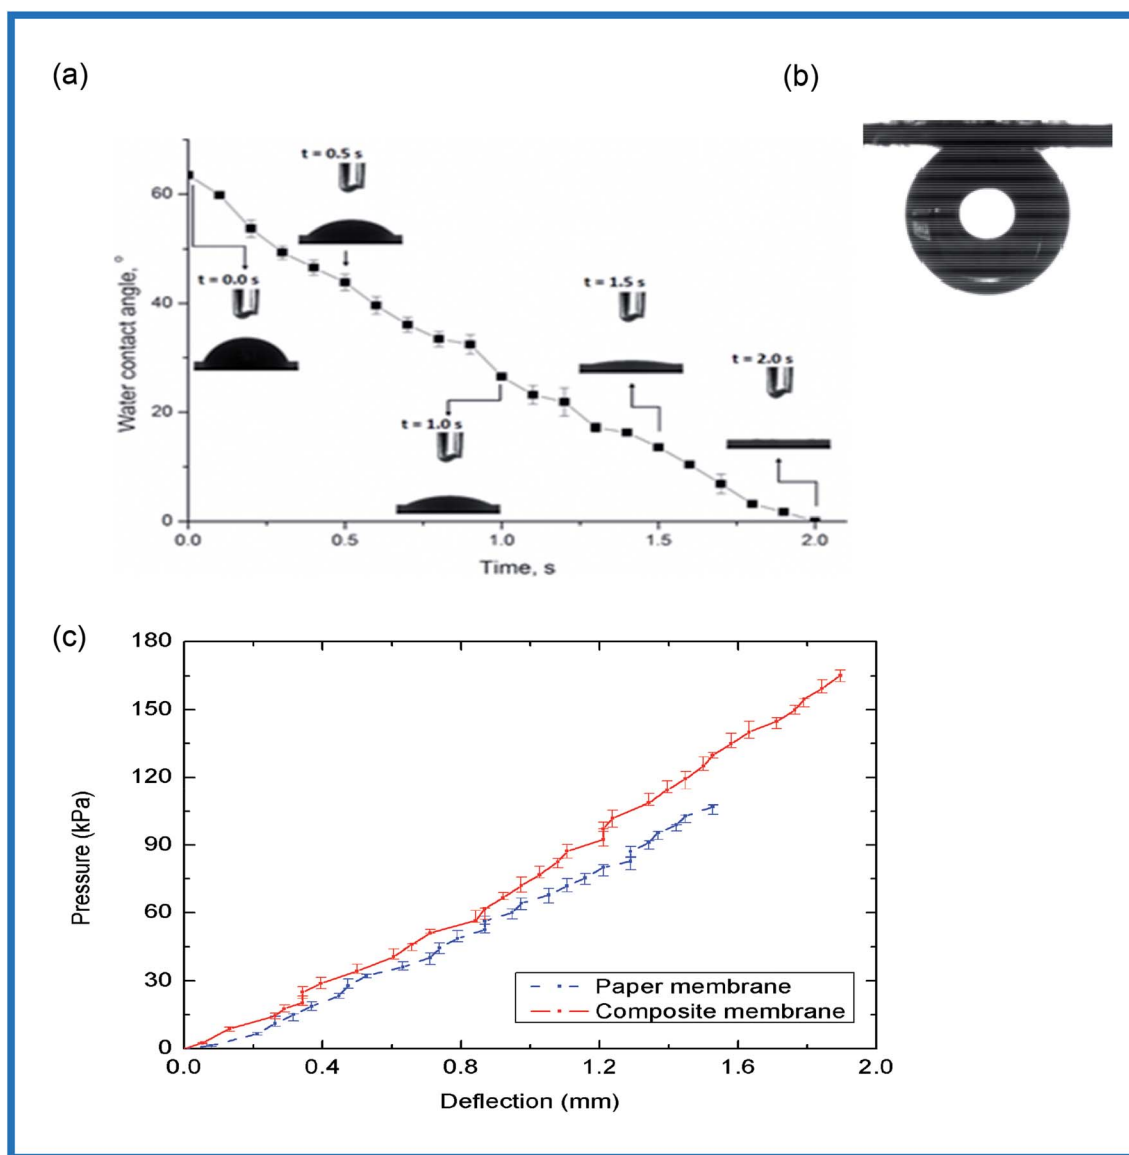 (a)
(b)
t = 0.5 s
60
t = 0.0 s
t = 1.5 s
40
t = 2.0 s
t = 1.0 s
20
0
Water contact angle, °
0.0 0.5 1.0 1.5 2.0
Time, s
(c)
180
150
120
90
60
30
0
Pressure (kPa)
Paper membrane
Composite membrane
0.0 0.4 0.8 1.2 1.6 2.0
Deflection (mm)